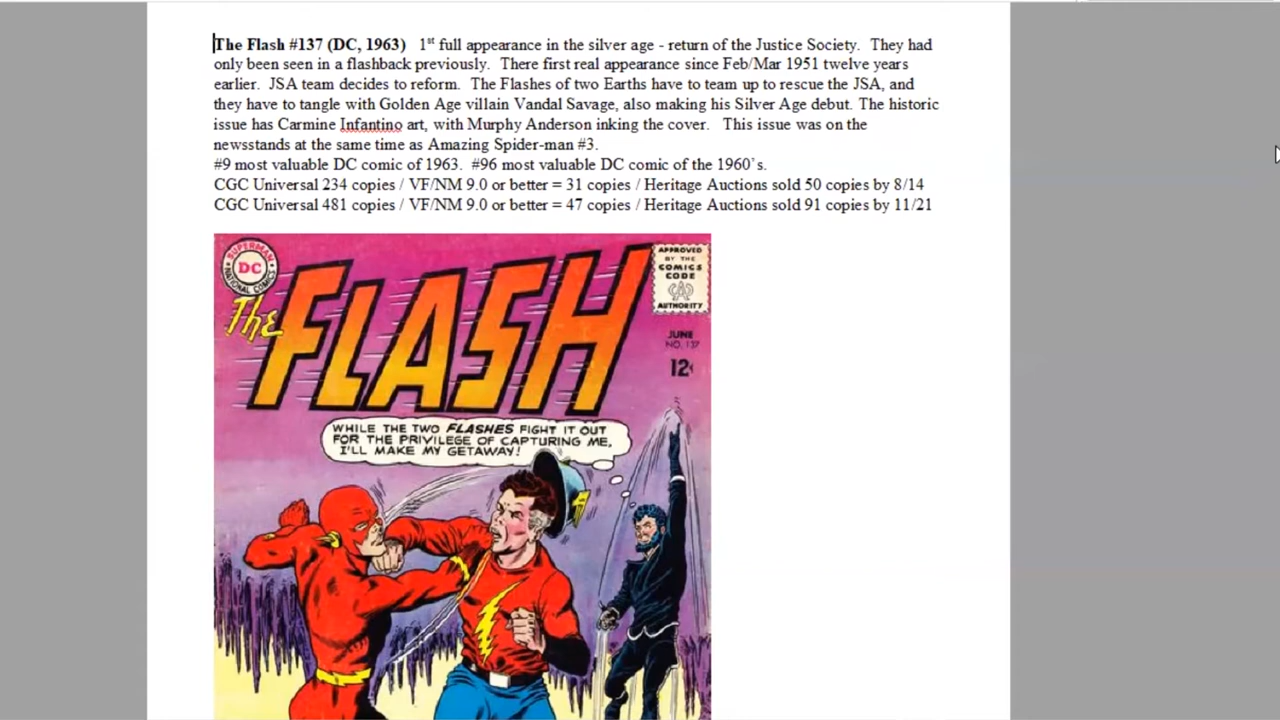 The Flash #137 (DC, 1963)   1st full appearance in the silver age - return of the Justice Society.  They had
only been seen in a flashback previously.  There first real appearance since Feb/Mar 1951 twelve years
earlier.  JSA team decides to reform.  The Flashes of two Earths have to team up to rescue the JSA, and
they have to tangle with Golden Age villain Vandal Savage, also making his Silver Age debut. The historic
issue has Carmine Infantino art, with Murphy Anderson inking the cover.   This issue was on the
newsstands at the same time as Amazing Spider-man #3.
#9 most valuable DC comic of 1963.  #96 most valuable DC comic of the 1960's.
CGC Universal 234 copies / VF/NM 9.0 or better = 31 copies / Heritage Auctions sold 50 copies by 8/14
CGC Universal 481 copies / VF/NM 9.0 or better = 47 copies / Heritage Auctions sold 91 copies by 11/21
SUPERMAN
DC
NATIONAL COMICS
The
FLASH
APPROVED
BY THE
COMICS
CODE
CA
AUTHORITY
JUNE
NO. 137
12¢
WHILE THE TWO FLASHES FIGHT IT OUT
FOR THE PRIVILEGE OF CAPTURING ME,
I'LL MAKE MY GETAWAY!